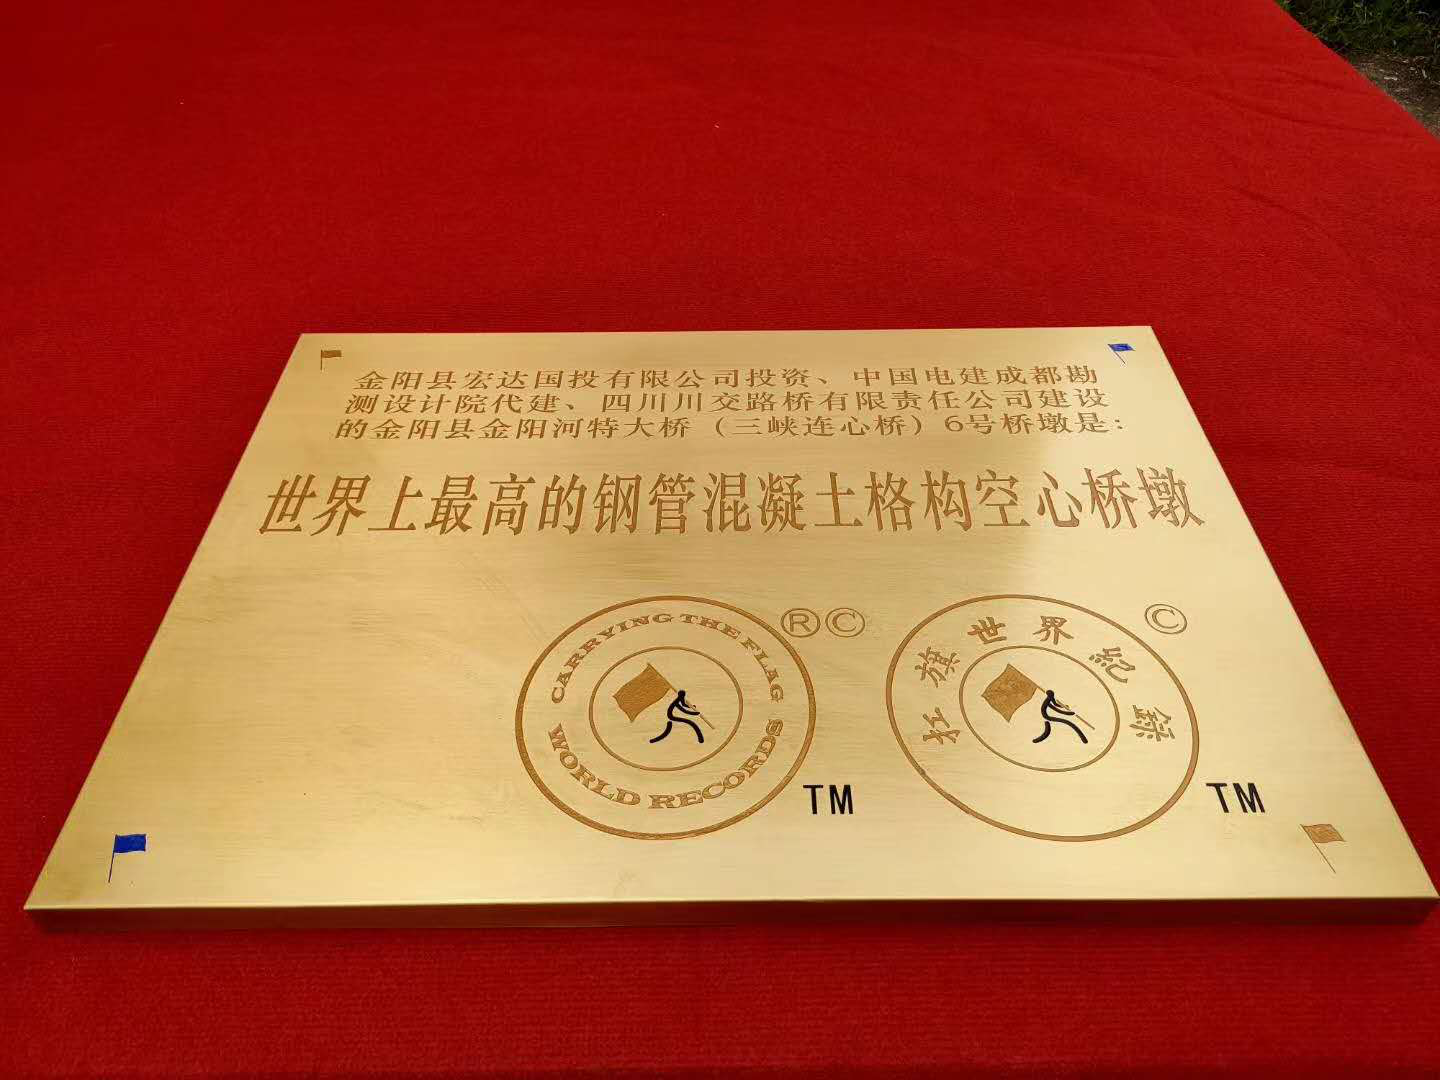 金阳县宏达国投有限公司投资、中国电建成都勘
测设计院代建、四川川交路桥有限责任公司建设
的金阳县金阳河特大桥（三峡连心桥）6号桥墩是：
世界上最高的钢管混凝土格构空心桥墩
CARRYING THE FLAG
WORLD RECORDS
®©
TM
扛旗世界纪録
©
TM